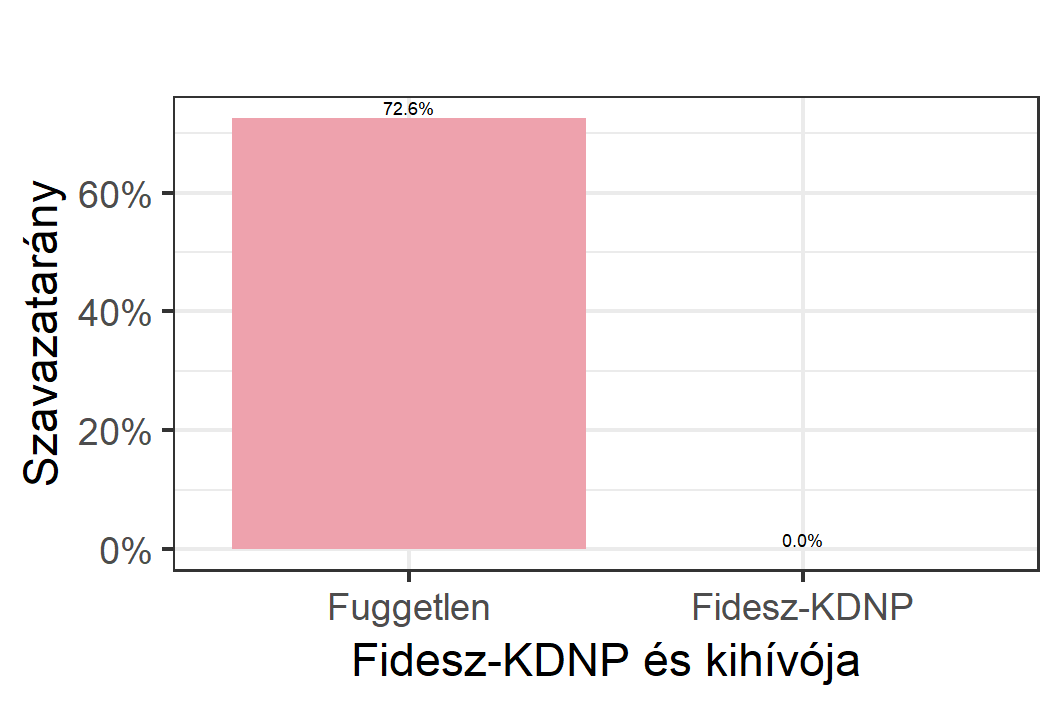 72.6%
Szavazatarány
60%
40%
20%
0%
0.0%
Fuggetlen
Fidesz-KDNP
Fidesz-KDNP és kihívója